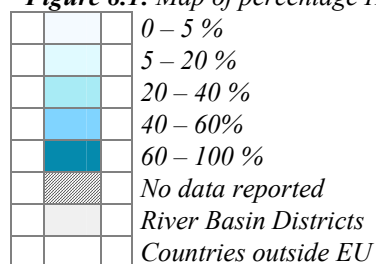 Figure 6.1: Map of percentage
0 – 5 %
5 – 20 %
20 – 40 %
40 – 60%
60 – 100 %
No data reported
River Basin Districts
Countries outside EU